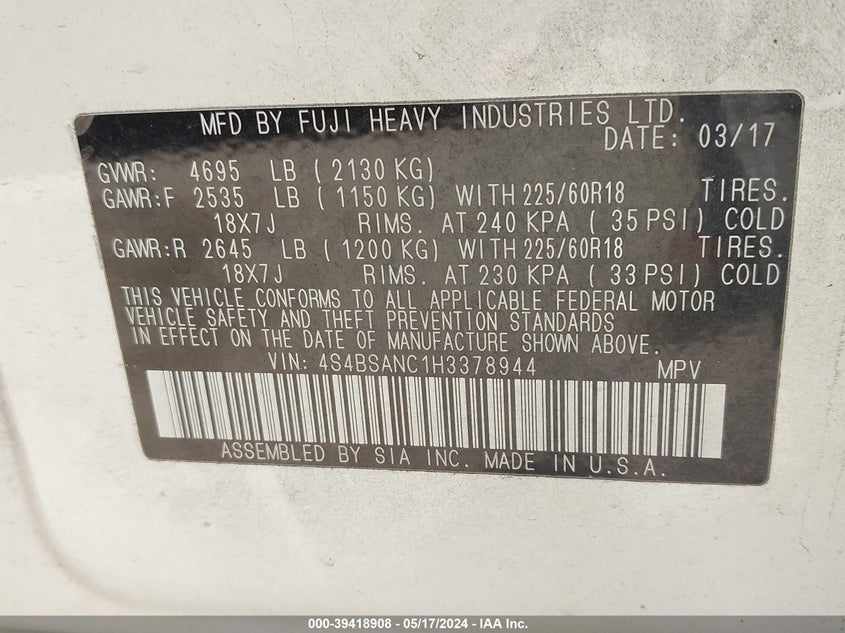 MFD BY FUJI HEAVY INDUSTRIES LTD.
DATE: 03/17
GVWR: 4695 LB ( 2130 KG)
GAWR:F 2535 LB ( 1150 KG) WITH 225/60R18 TIRES.
18X7J RIMS. AT 240 KPA ( 35 PSI) COLD
GAWR:R 2645 LB ( 1200 KG) WITH 225/60R18 TIRES.
18X7J RIMS. AT 230 KPA ( 33 PSI) COLD
THIS VEHICLE CONFORMS TO ALL APPLICABLE FEDERAL MOTOR
VEHICLE SAFETY AND THEFT PREVENTION STANDARDS
IN EFFECT ON THE DATE OF MANUFACTURE SHOWN ABOVE.
VIN: 4S4BSANC1H3378944 MPV
ASSEMBLED BY SIA INC. MADE IN U.S.A.
000-39418908 - 05/17/2024 - IAA Inc.